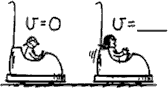 v = 0
v = ___